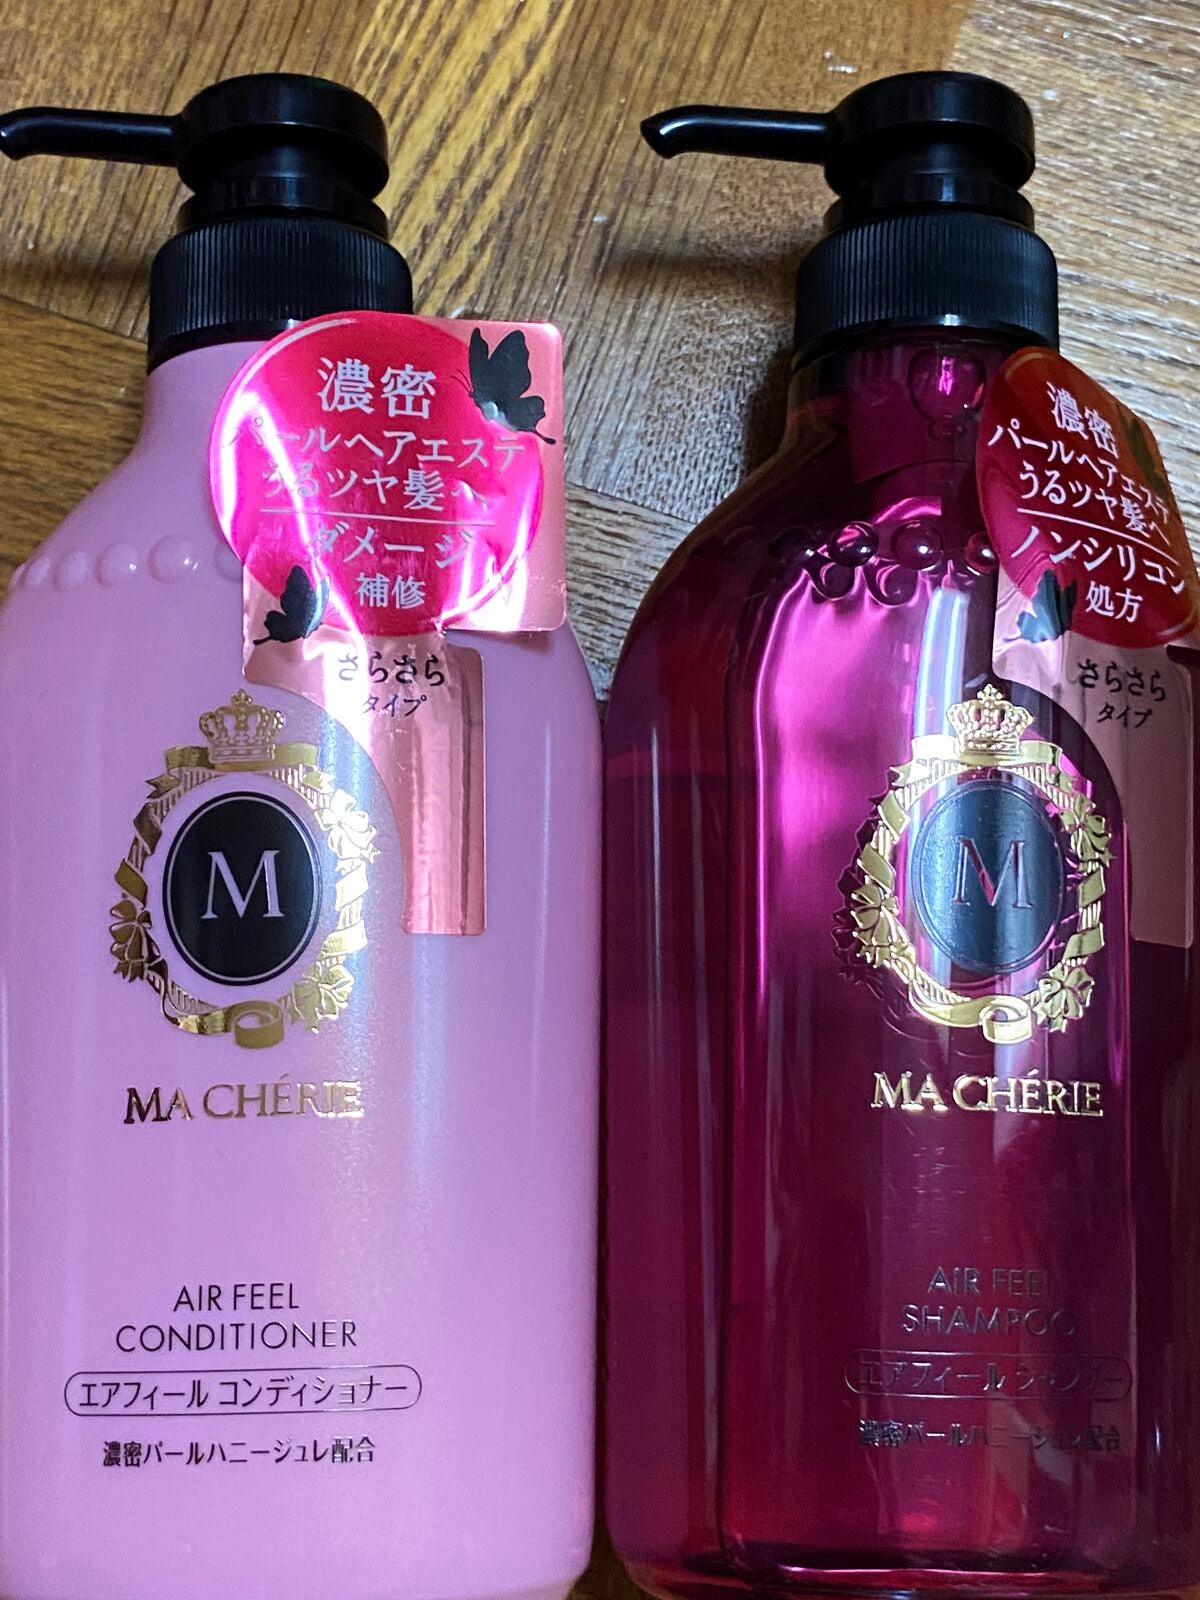 濃密
パールヘアエステ
うるツヤ髪へ
ダメージ
補修
さらさら
タイプ
M
MA CHÉRIE
AIR FEEL
CONDITIONER
エアフィール コンディショナー
濃密パールハニージュレ配合
濃密
パールヘアエステ
うるツヤ髪へ
ノンシリコン
処方
さらさら
タイプ
M
MA CHÉRIE
AIR FEEL
SHAMPOO
エアフィール シャンプー
濃密パールハニージュレ配合